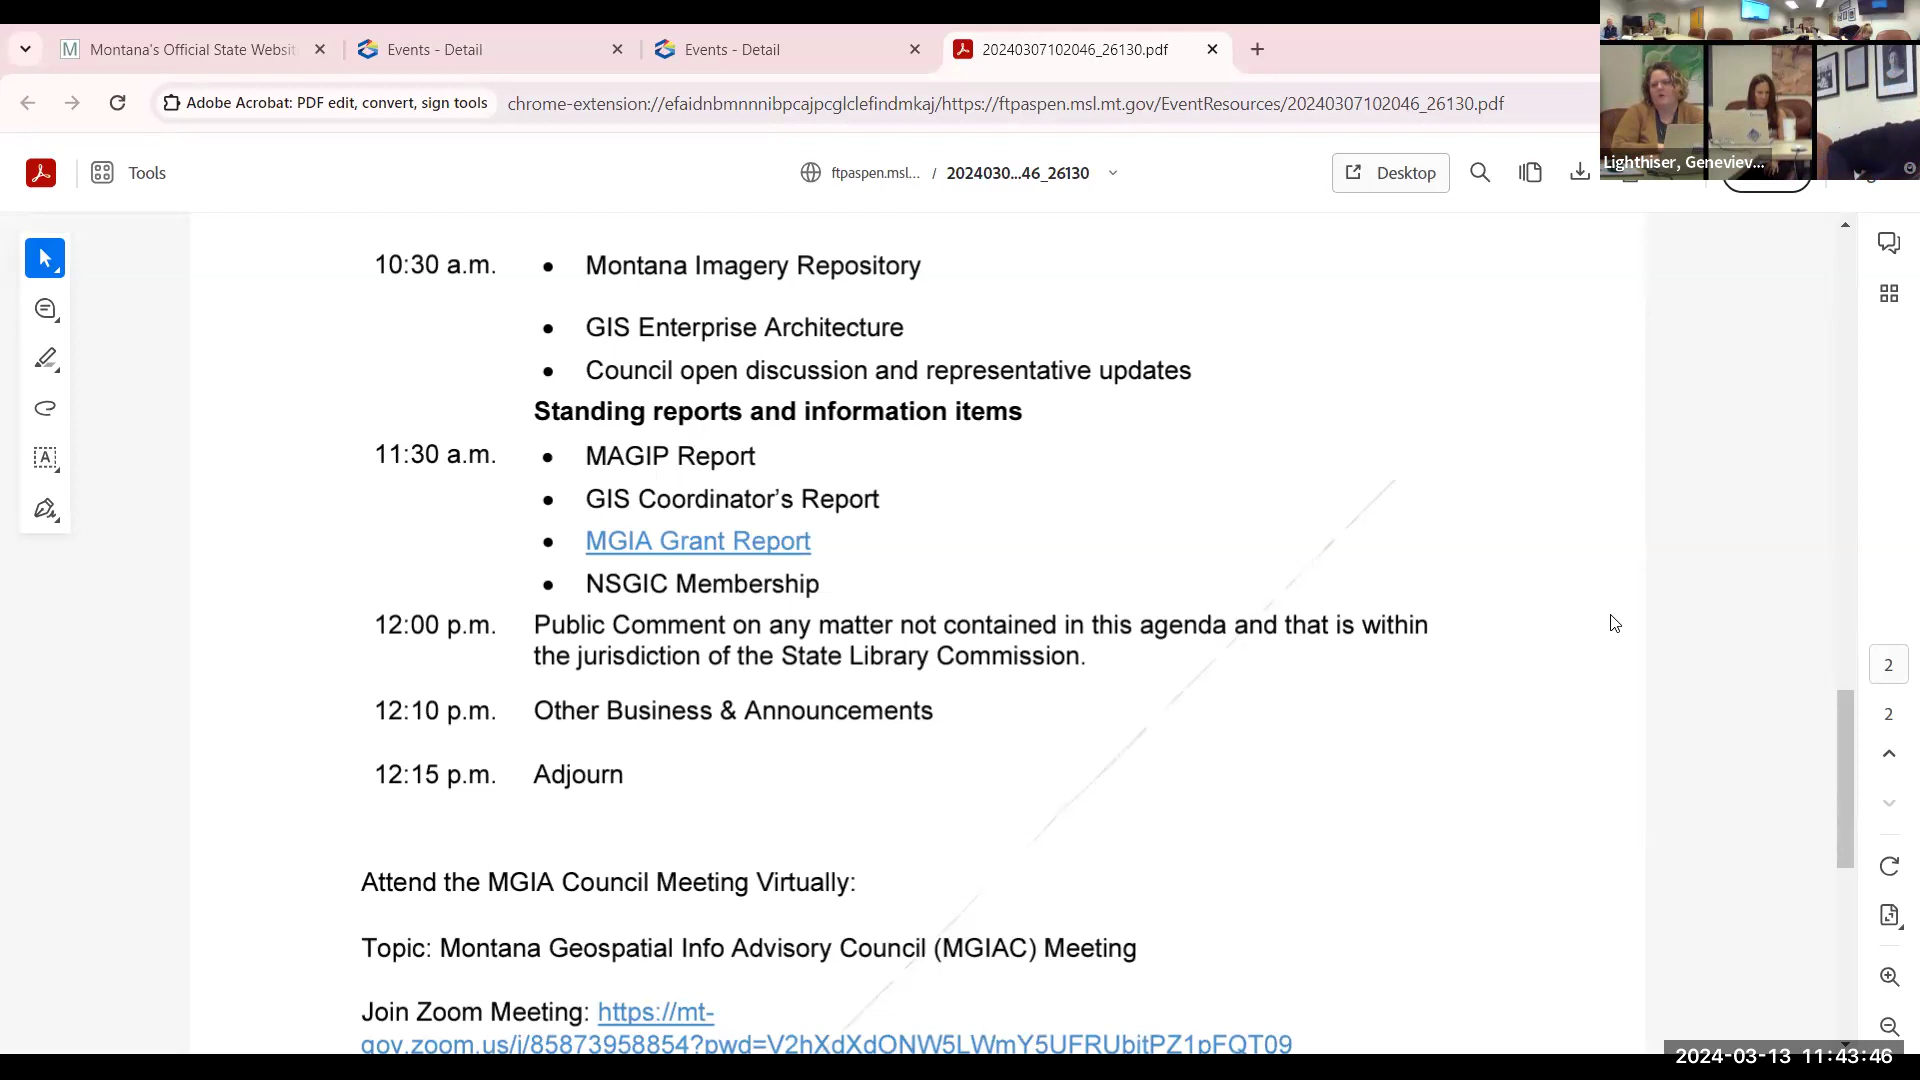 Montana's Official State Websit
Events - Detail
Events - Detail
20240307102046_26130.pdf
Adobe Acrobat: PDF edit, convert, sign tools
chrome-extension://efaidnbmnnnibpcajpcglclefindmkaj/https://ftpaspen.msl.mt.gov/EventResources/20240307102046_26130.pdf
Lighthiser, Geneviev...
Tools
ftpaspen.msl... / 2024030...46_26130
Desktop
10:30 a.m. • Montana Imagery Repository
• GIS Enterprise Architecture
• Council open discussion and representative updates
Standing reports and information items
11:30 a.m. • MAGIP Report
• GIS Coordinator's Report
• MGIA Grant Report
• NSGIC Membership
12:00 p.m. Public Comment on any matter not contained in this agenda and that is within
the jurisdiction of the State Library Commission.
12:10 p.m. Other Business & Announcements
12:15 p.m. Adjourn
Attend the MGIA Council Meeting Virtually:
Topic: Montana Geospatial Info Advisory Council (MGIAC) Meeting
Join Zoom Meeting: https://mt-
gov.zoom.us/j/85873958854?pwd=V2hXdXdONW5LWmY5UFRUbitPZ1pFQT09
2
2
2024-03-13 11:43:46